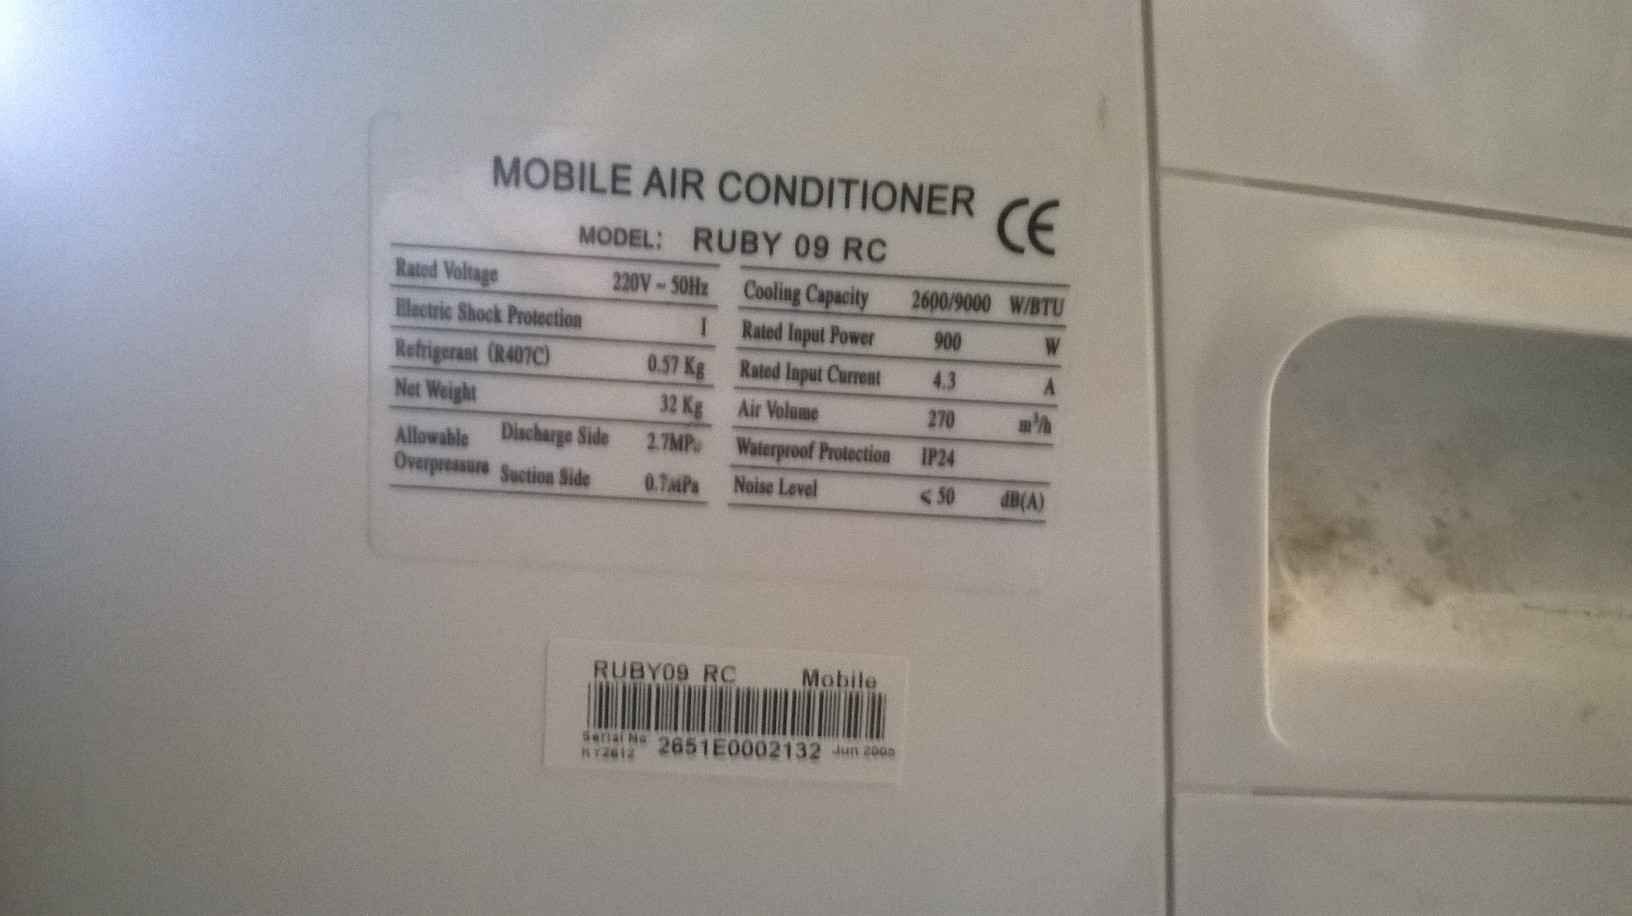 MOBILE AIR CONDITIONER
CE
MODEL: RUBY 09 RC
Rated Voltage 220V ~ 50Hz
Electric Shock Protection I
Refrigerant (R407C) 0.57 Kg
Net Weight 32 Kg
Allowable Overpressure Discharge Side 2.7MPa
Suction Side 0.7MPa
Cooling Capacity 2600/9000 W/BTU
Rated Input Power 900 W
Rated Input Current 4.3 A
Air Volume 270 m³/h
Waterproof Protection IP24
Noise Level ⩽ 50 dB(A)
RUBY09 RC Mobile
Serial No 2651E0002132 Jun